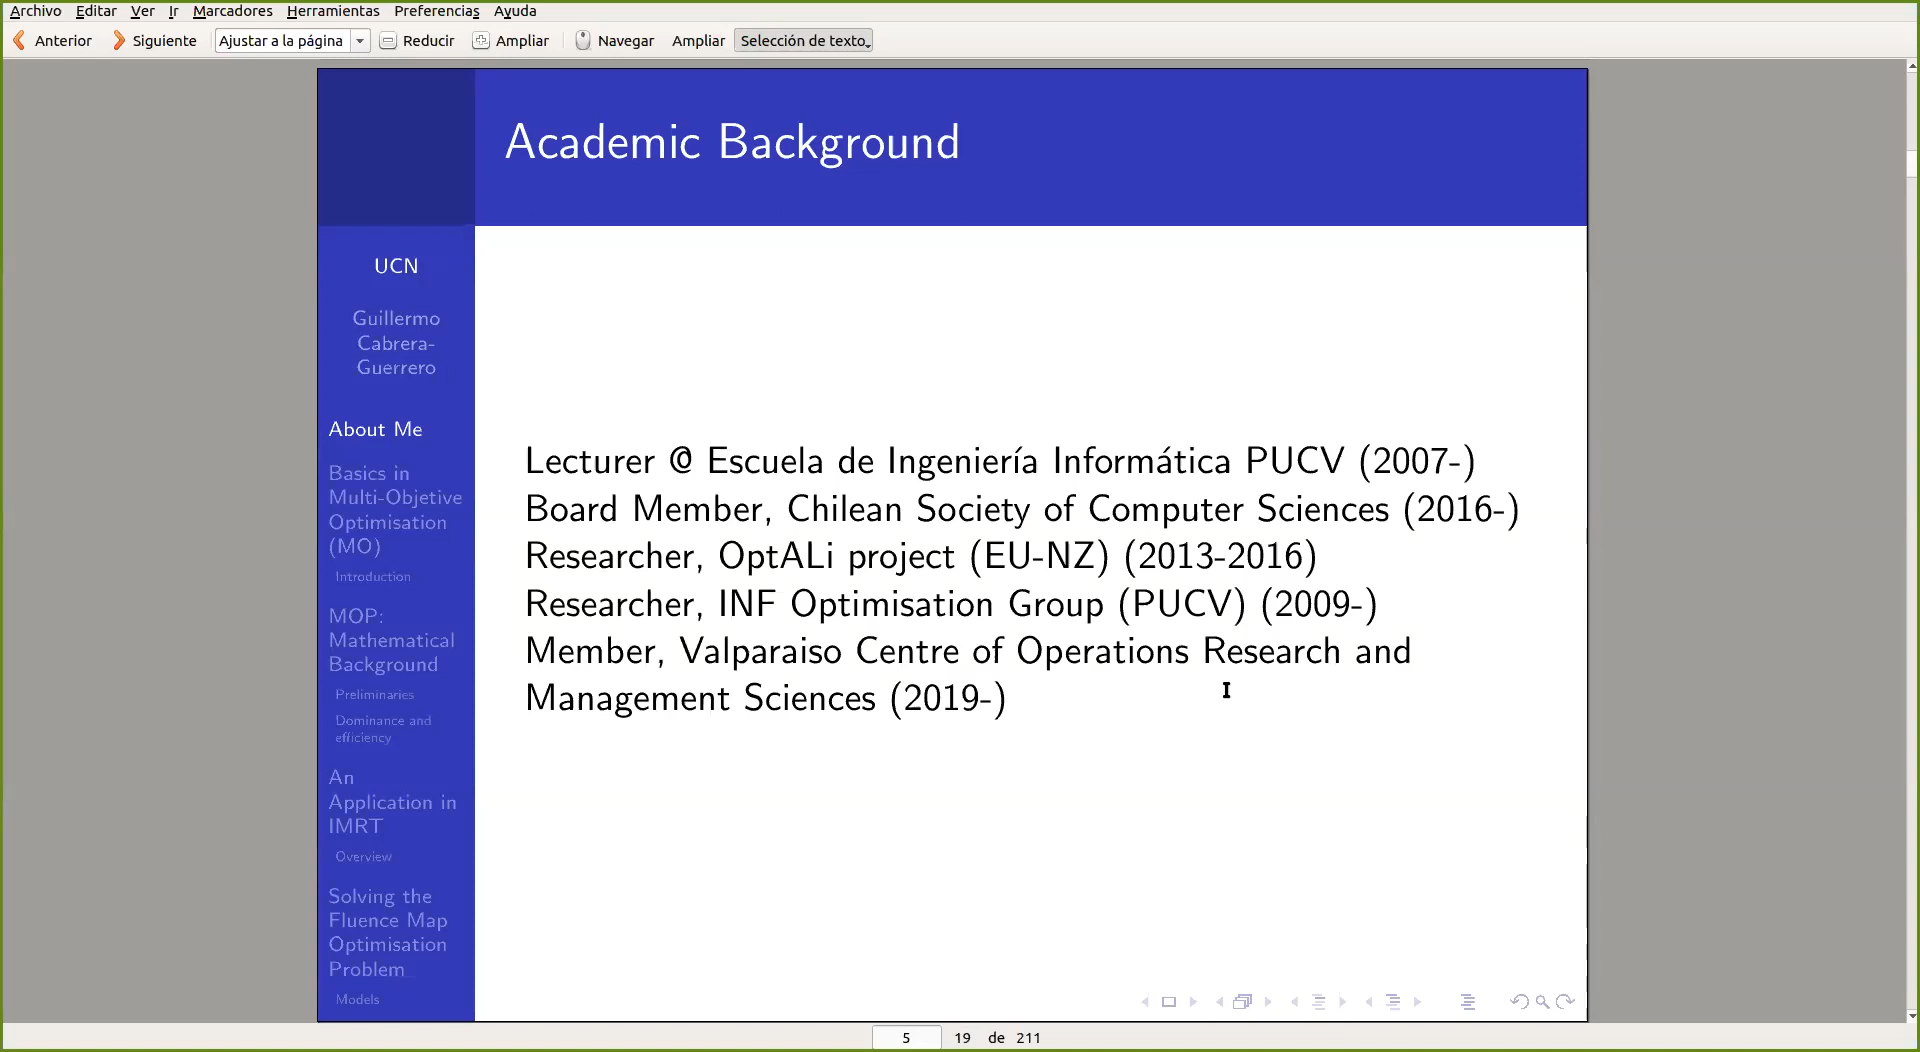 Archivo Editar Ver Ir Marcadores Herramientas Preferencias Ayuda
Anterior Siguiente Ajustar a la página Reducir Ampliar Navegar Ampliar Selección de texto
Academic Background
UCN
Guillermo
Cabrera-
Guerrero
About Me
Basics in
Multi-Objetive
Optimisation
(MO)
Introduction
MOP:
Mathematical
Background
Preliminaries
Dominance and
efficiency
An
Application in
IMRT
Overview
Solving the
Fluence Map
Optimisation
Problem
Models
Lecturer @ Escuela de Ingeniería Informática PUCV (2007-)
Board Member, Chilean Society of Computer Sciences (2016-)
Researcher, OptALi project (EU-NZ) (2013-2016)
Researcher, INF Optimisation Group (PUCV) (2009-)
Member, Valparaiso Centre of Operations Research and
Management Sciences (2019-)
5 19 de 211